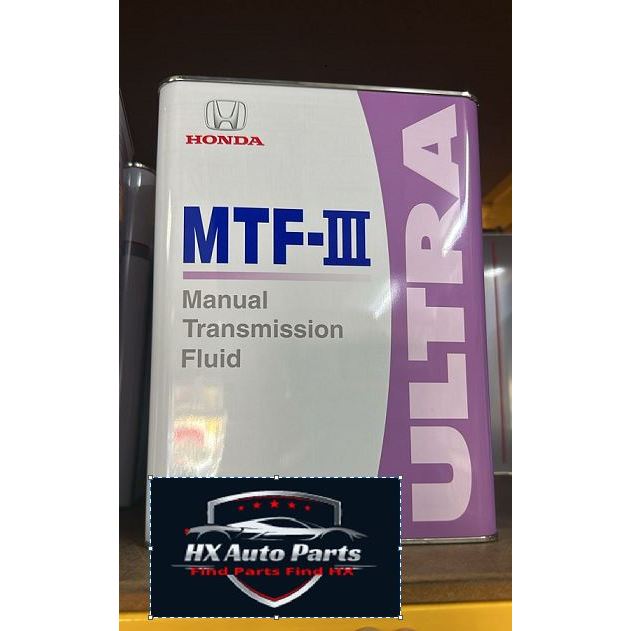 HONDA
MTF-III
Manual
Transmission
Fluid
ULTRA
HX Auto Parts
Find Parts Find HX